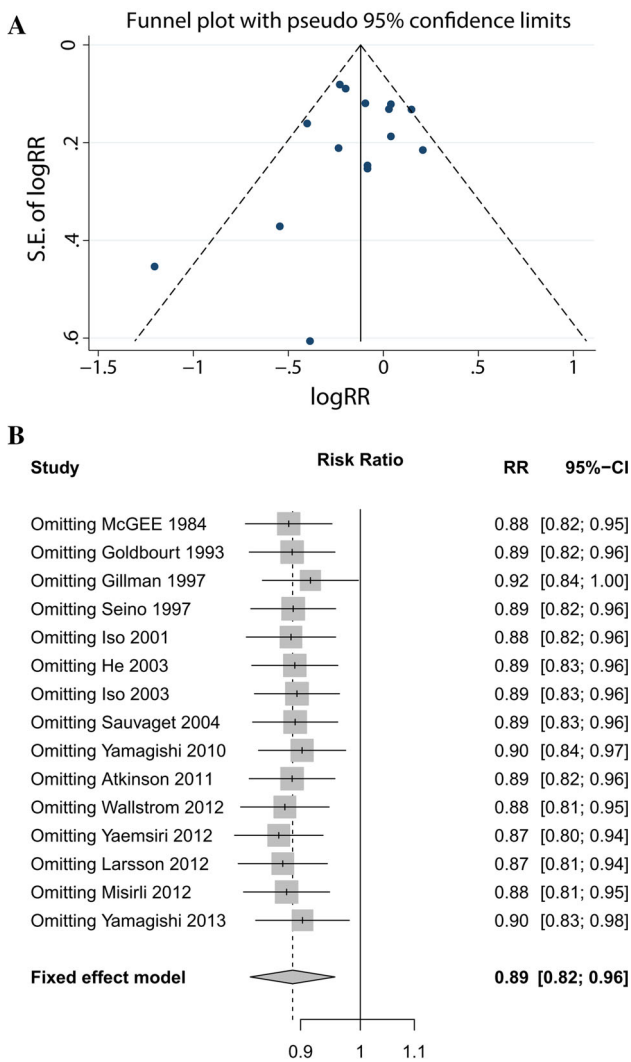 A
Funnel plot with pseudo 95% confidence limits
0
.2
.4
.6
S.E. of logRR
−1.5 −1 −.5 0 .5 1
logRR
B
Study Risk Ratio RR 95%−CI
Omitting McGEE 1984 0.88 [0.82; 0.95]
Omitting Goldbourt 1993 0.89 [0.82; 0.96]
Omitting Gillman 1997 0.92 [0.84; 1.00]
Omitting Seino 1997 0.89 [0.82; 0.96]
Omitting Iso 2001 0.88 [0.82; 0.96]
Omitting He 2003 0.89 [0.83; 0.96]
Omitting Iso 2003 0.89 [0.83; 0.96]
Omitting Sauvaget 2004 0.89 [0.83; 0.96]
Omitting Yamagishi 2010 0.90 [0.84; 0.97]
Omitting Atkinson 2011 0.89 [0.82; 0.96]
Omitting Wallstrom 2012 0.88 [0.81; 0.95]
Omitting Yaemsiri 2012 0.87 [0.80; 0.94]
Omitting Larsson 2012 0.87 [0.81; 0.94]
Omitting Misirli 2012 0.88 [0.81; 0.95]
Omitting Yamagishi 2013 0.90 [0.83; 0.98]
Fixed effect model 0.89 [0.82; 0.96]
0.9 1 1.1